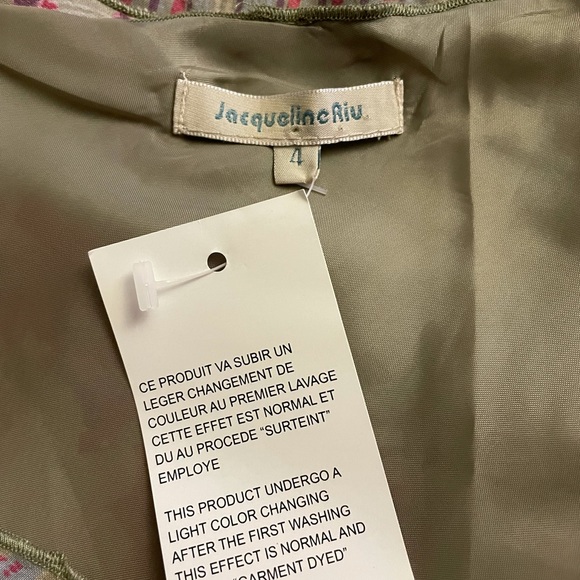 JacquelineRiu
4
CE PRODUIT VA SUBIR UN
LEGER CHANGEMENT DE
COULEUR AU PREMIER LAVAGE
CETTE EFFET EST NORMAL ET
DU AU PROCEDE "SURTEINT"
EMPLOYE
THIS PRODUCT UNDERGO A
LIGHT COLOR CHANGING
AFTER THE FIRST WASHING
THIS EFFECT IS NORMAL AND
"GARMENT DYED"